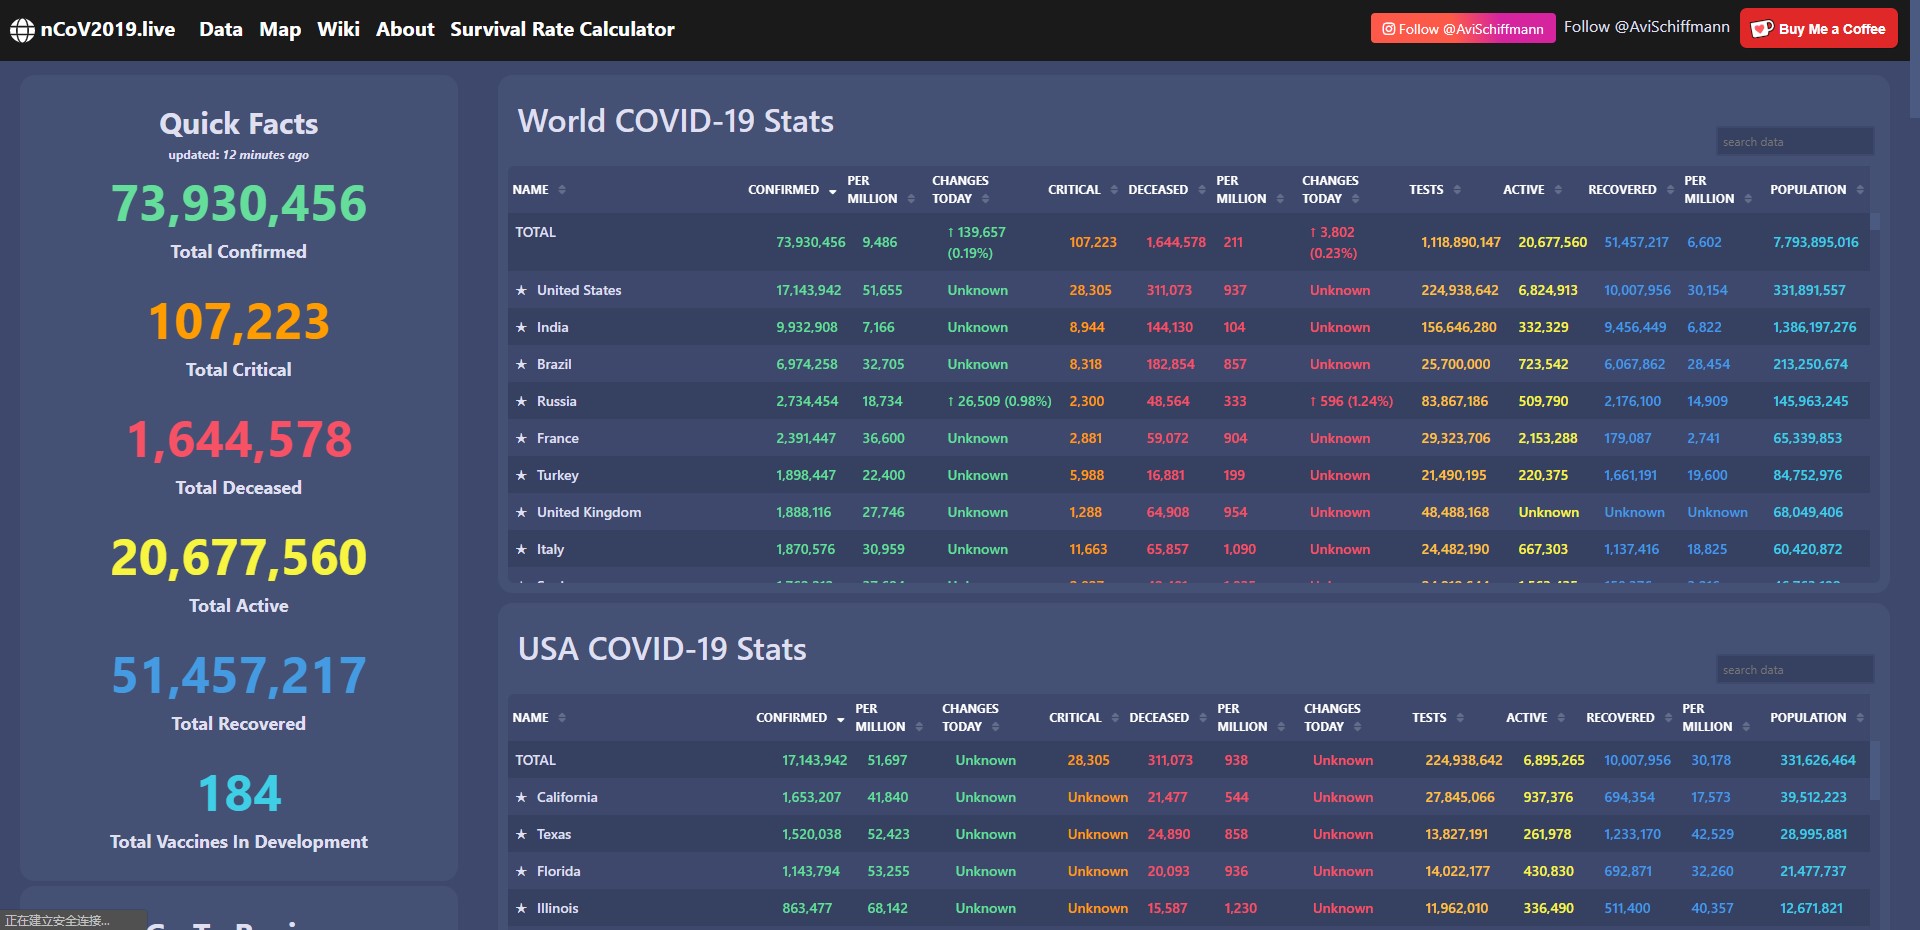 nCoV2019.live Data Map Wiki About Survival Rate Calculator Follow @AviSchiffmann Follow @AviSchiffmann Buy Me a Coffee
Quick Facts
updated: 12 minutes ago
73,930,456
Total Confirmed
107,223
Total Critical
1,644,578
Total Deceased
20,677,560
Total Active
51,457,217
Total Recovered
184
Total Vaccines In Development
正在建立安全连接...
World COVID-19 Stats
search data
NAME CONFIRMED PER MILLION CHANGES TODAY CRITICAL DECEASED PER MILLION CHANGES TODAY TESTS ACTIVE RECOVERED PER MILLION POPULATION
TOTAL 73,930,456 9,486 ↑ 139,657 (0.19%) 107,223 1,644,578 211 ↑ 3,802 (0.23%) 1,118,890,147 20,677,560 51,457,217 6,602 7,793,895,016
★ United States 17,143,942 51,655 Unknown 28,305 311,073 937 Unknown 224,938,642 6,824,913 10,007,956 30,154 331,891,557
★ India 9,932,908 7,166 Unknown 8,944 144,130 104 Unknown 156,646,280 332,329 9,456,449 6,822 1,386,197,276
★ Brazil 6,974,258 32,705 Unknown 8,318 182,854 857 Unknown 25,700,000 723,542 6,067,862 28,454 213,250,674
★ Russia 2,734,454 18,734 ↑ 26,509 (0.98%) 2,300 48,564 333 ↑ 596 (1.24%) 83,867,186 509,790 2,176,100 14,909 145,963,245
★ France 2,391,447 36,600 Unknown 2,881 59,072 904 Unknown 29,323,706 2,153,288 179,087 2,741 65,339,853
★ Turkey 1,898,447 22,400 Unknown 5,988 16,881 199 Unknown 21,490,195 220,375 1,661,191 19,600 84,752,976
★ United Kingdom 1,888,116 27,746 Unknown 1,288 64,908 954 Unknown 48,488,168 Unknown Unknown Unknown 68,049,406
★ Italy 1,870,576 30,959 Unknown 11,663 65,857 1,090 Unknown 24,482,190 667,303 1,137,416 18,825 60,420,872
USA COVID-19 Stats
search data
NAME CONFIRMED PER MILLION CHANGES TODAY CRITICAL DECEASED PER MILLION CHANGES TODAY TESTS ACTIVE RECOVERED PER MILLION POPULATION
TOTAL 17,143,942 51,697 Unknown 28,305 311,073 938 Unknown 224,938,642 6,895,265 10,007,956 30,178 331,626,464
★ California 1,653,207 41,840 Unknown Unknown 21,477 544 Unknown 27,845,066 937,376 694,354 17,573 39,512,223
★ Texas 1,520,038 52,423 Unknown Unknown 24,890 858 Unknown 13,827,191 261,978 1,233,170 42,529 28,995,881
★ Florida 1,143,794 53,255 Unknown Unknown 20,093 936 Unknown 14,022,177 430,830 692,871 32,260 21,477,737
★ Illinois 863,477 68,142 Unknown Unknown 15,587 1,230 Unknown 11,962,010 336,490 511,400 40,357 12,671,821